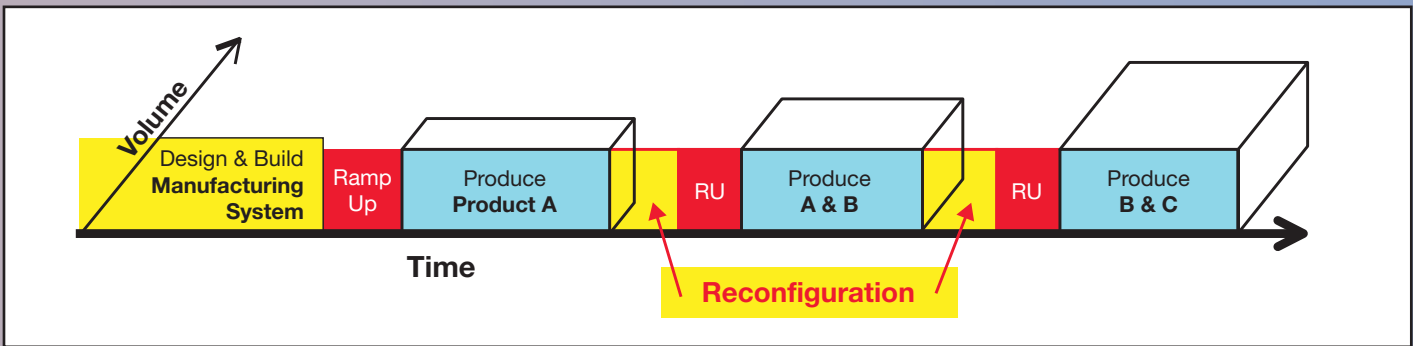 Volume
Design & Build
Manufacturing
System
Ramp
Up
Produce
Product A
RU
Produce
A & B
RU
Produce
B & C
Time
Reconfiguration